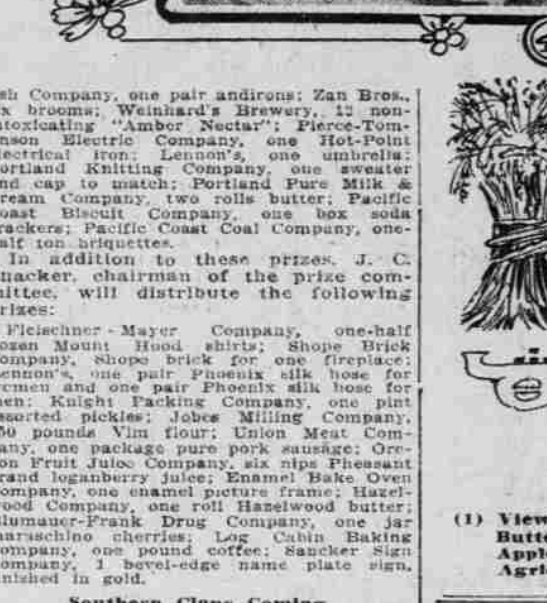 sh Company, one pair andirons; Zan Bros.,
x brooms; Weinhard's Brewery, 12 non-
ntoxicating "Amber Nectar"; Pierce-Tom-
nson Electric Company, one Hot-Point
lectrical iron; Lennon's, one umbrella;
ortland Knitting Company, one sweater
nd cap to match; Portland Pure Milk &
ream Company, two rolls butter; Pacific
oast Biscuit Company, one box soda
rackers; Pacific Coast Coal Company, one-
alf ton briquettes.
In addition to these prizes, J. C.
nacker, chairman of the prize com-
ittee, will distribute the following
rizes:
Fleischner-Mayer Company, one-half
ozen Mount Hood shirts; Shope Brick
ompany, Shope brick for one fireplace;
ennon's, one pair Phoenix silk hose for
omen and one pair Phoenix silk hose for
en; Knight Packing Company, one pint
ssorted pickles; Jobes Milling Company,
50 pounds Vim flour; Union Meat Com-
any, one package pure pork sausage; Ore-
on Fruit Juice Company, six nips Pheasant
rand loganberry juice; Enamel Bake Oven
ompany, one enamel picture frame; Hazel-
ood Company, one roll Hazelwood butter;
lumauer-Frank Drug Company, one jar
maraschino cherries; Log Cabin Baking
ompany, one pound coffee; Sancker Sign
ompany, 1 bevel-edge name plate sign,
inished in gold.
Southern Clans Coming
(1) View
Butte
Appl
Agri